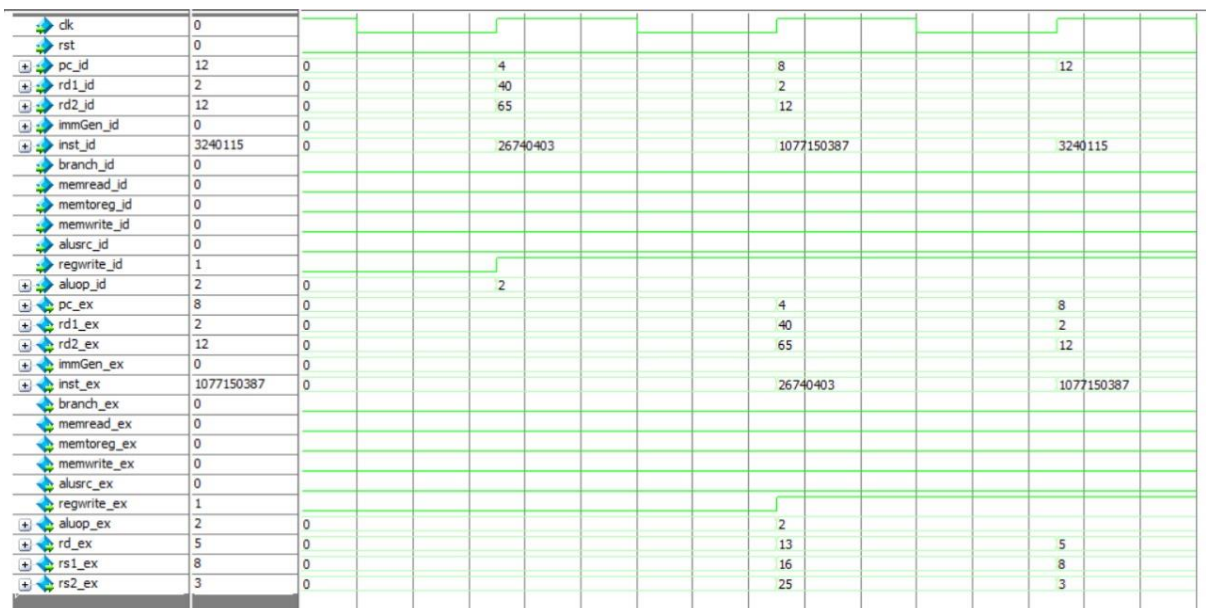 clk 0
rst 0
pc_id 12 0 4 8 12
rd1_id 2 0 40 2
rd2_id 12 0 65 12
immGen_id 0 0
inst_id 3240115 0 26740403 1077150387 3240115
branch_id 0
memread_id 0
memtoreg_id 0
memwrite_id 0
alusrc_id 0
regwrite_id 1
aluop_id 2 0 2
pc_ex 8 0 4 8
rd1_ex 2 0 40 2
rd2_ex 12 0 65 12
immGen_ex 0 0
inst_ex 1077150387 0 26740403 1077150387
branch_ex 0
memread_ex 0
memtoreg_ex 0
memwrite_ex 0
alusrc_ex 0
regwrite_ex 1
aluop_ex 2 0 2
rd_ex 5 0 13 5
rs1_ex 8 0 16 8
rs2_ex 3 0 25 3